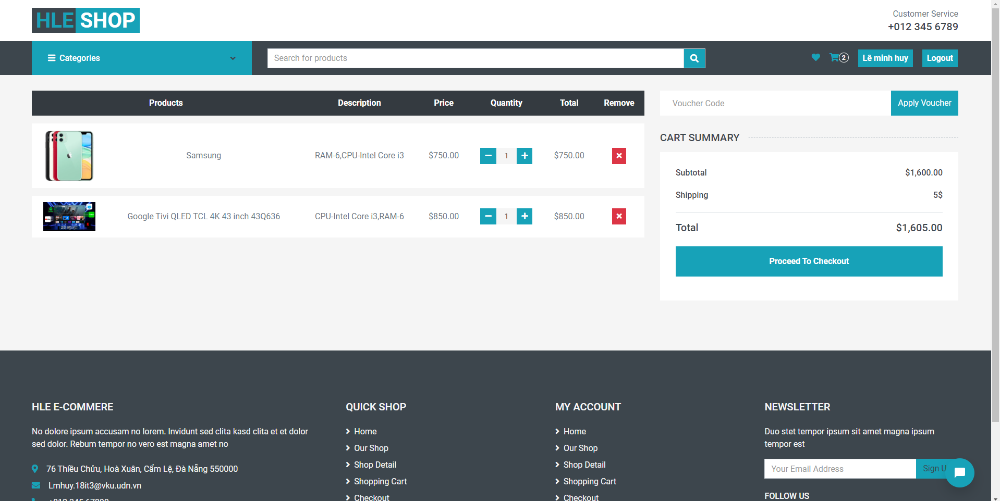 HLE SHOP
Customer Service
+012 345 6789
Categories
Search for products
2
Lê minh huy
Logout
Products Description Price Quantity Total Remove
Samsung RAM-6,CPU-Intel Core i3 $750.00 1 $750.00
Google Tivi QLED TCL 4K 43 inch 43Q636 CPU-Intel Core i3,RAM-6 $850.00 1 $850.00
Voucher Code
Apply Voucher
CART SUMMARY
Subtotal $1,600.00
Shipping 5$
Total $1,605.00
Proceed To Checkout
HLE E-COMMERE
No dolore ipsum accusam no lorem. Invidunt sed clita kasd clita et et dolor
sed dolor. Rebum tempor no vero est magna amet no
76 Thiều Chửu, Hoà Xuân, Cẩm Lệ, Đà Nẵng 550000
Lmhuy.18it3@vku.udn.vn
QUICK SHOP
Home
Our Shop
Shop Detail
Shopping Cart
Checkout
MY ACCOUNT
Home
Our Shop
Shop Detail
Shopping Cart
Checkout
NEWSLETTER
Duo stet tempor ipsum sit amet magna ipsum
tempor est
Your Email Address
Sign U
FOLLOW US